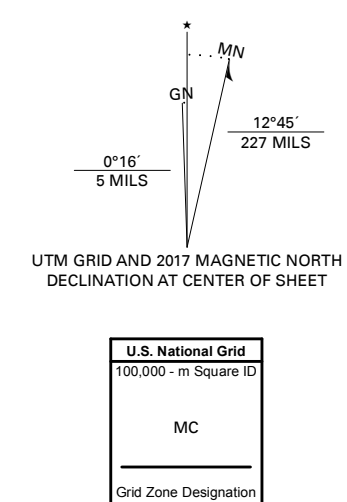 ★
MN
GN
12°45´
227 MILS
0°16´
5 MILS
UTM GRID AND 2017 MAGNETIC NORTH
DECLINATION AT CENTER OF SHEET
U.S. National Grid
100,000 - m Square ID
MC
Grid Zone Designation